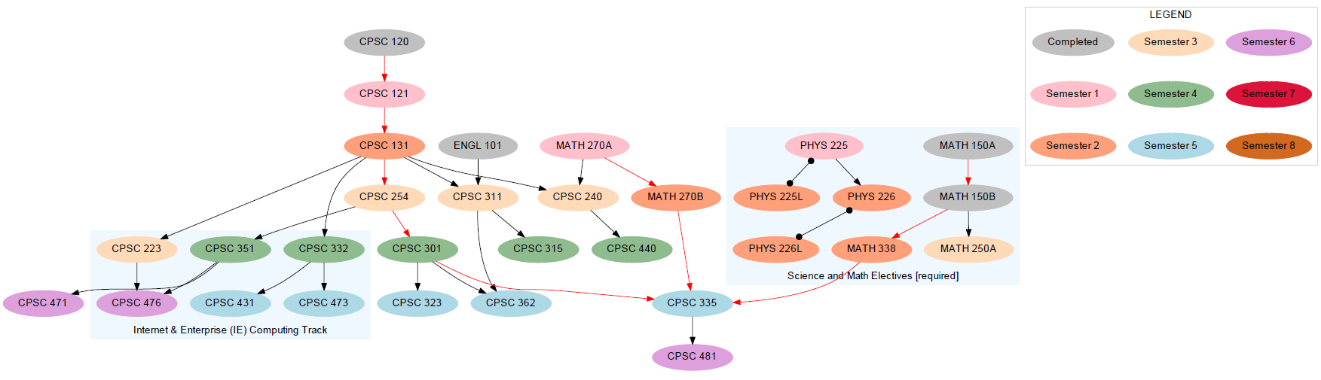 LEGEND
CPSC 120
Completed
Semester 3
Semester 6
CPSC 121
Semester 1
Semester 4
Semester 7
CPSC 131
ENGL 101
MATH 270A
PHYS 225
MATH 150A
Semester 2
Semester 5
Semester 8
CPSC 254
CPSC 311
CPSC 240
MATH 270B
PHYS 225L
PHYS 226
MATH 150B
CPSC 223
CPSC 351
CPSC 332
CPSC 301
CPSC 315
CPSC 440
PHYS 226L
MATH 338
MATH 250A
Science and Math Electives [required]
CPSC 471
CPSC 476
CPSC 431
CPSC 473
CPSC 323
CPSC 362
CPSC 335
Internet & Enterprise (IE) Computing Track
CPSC 481